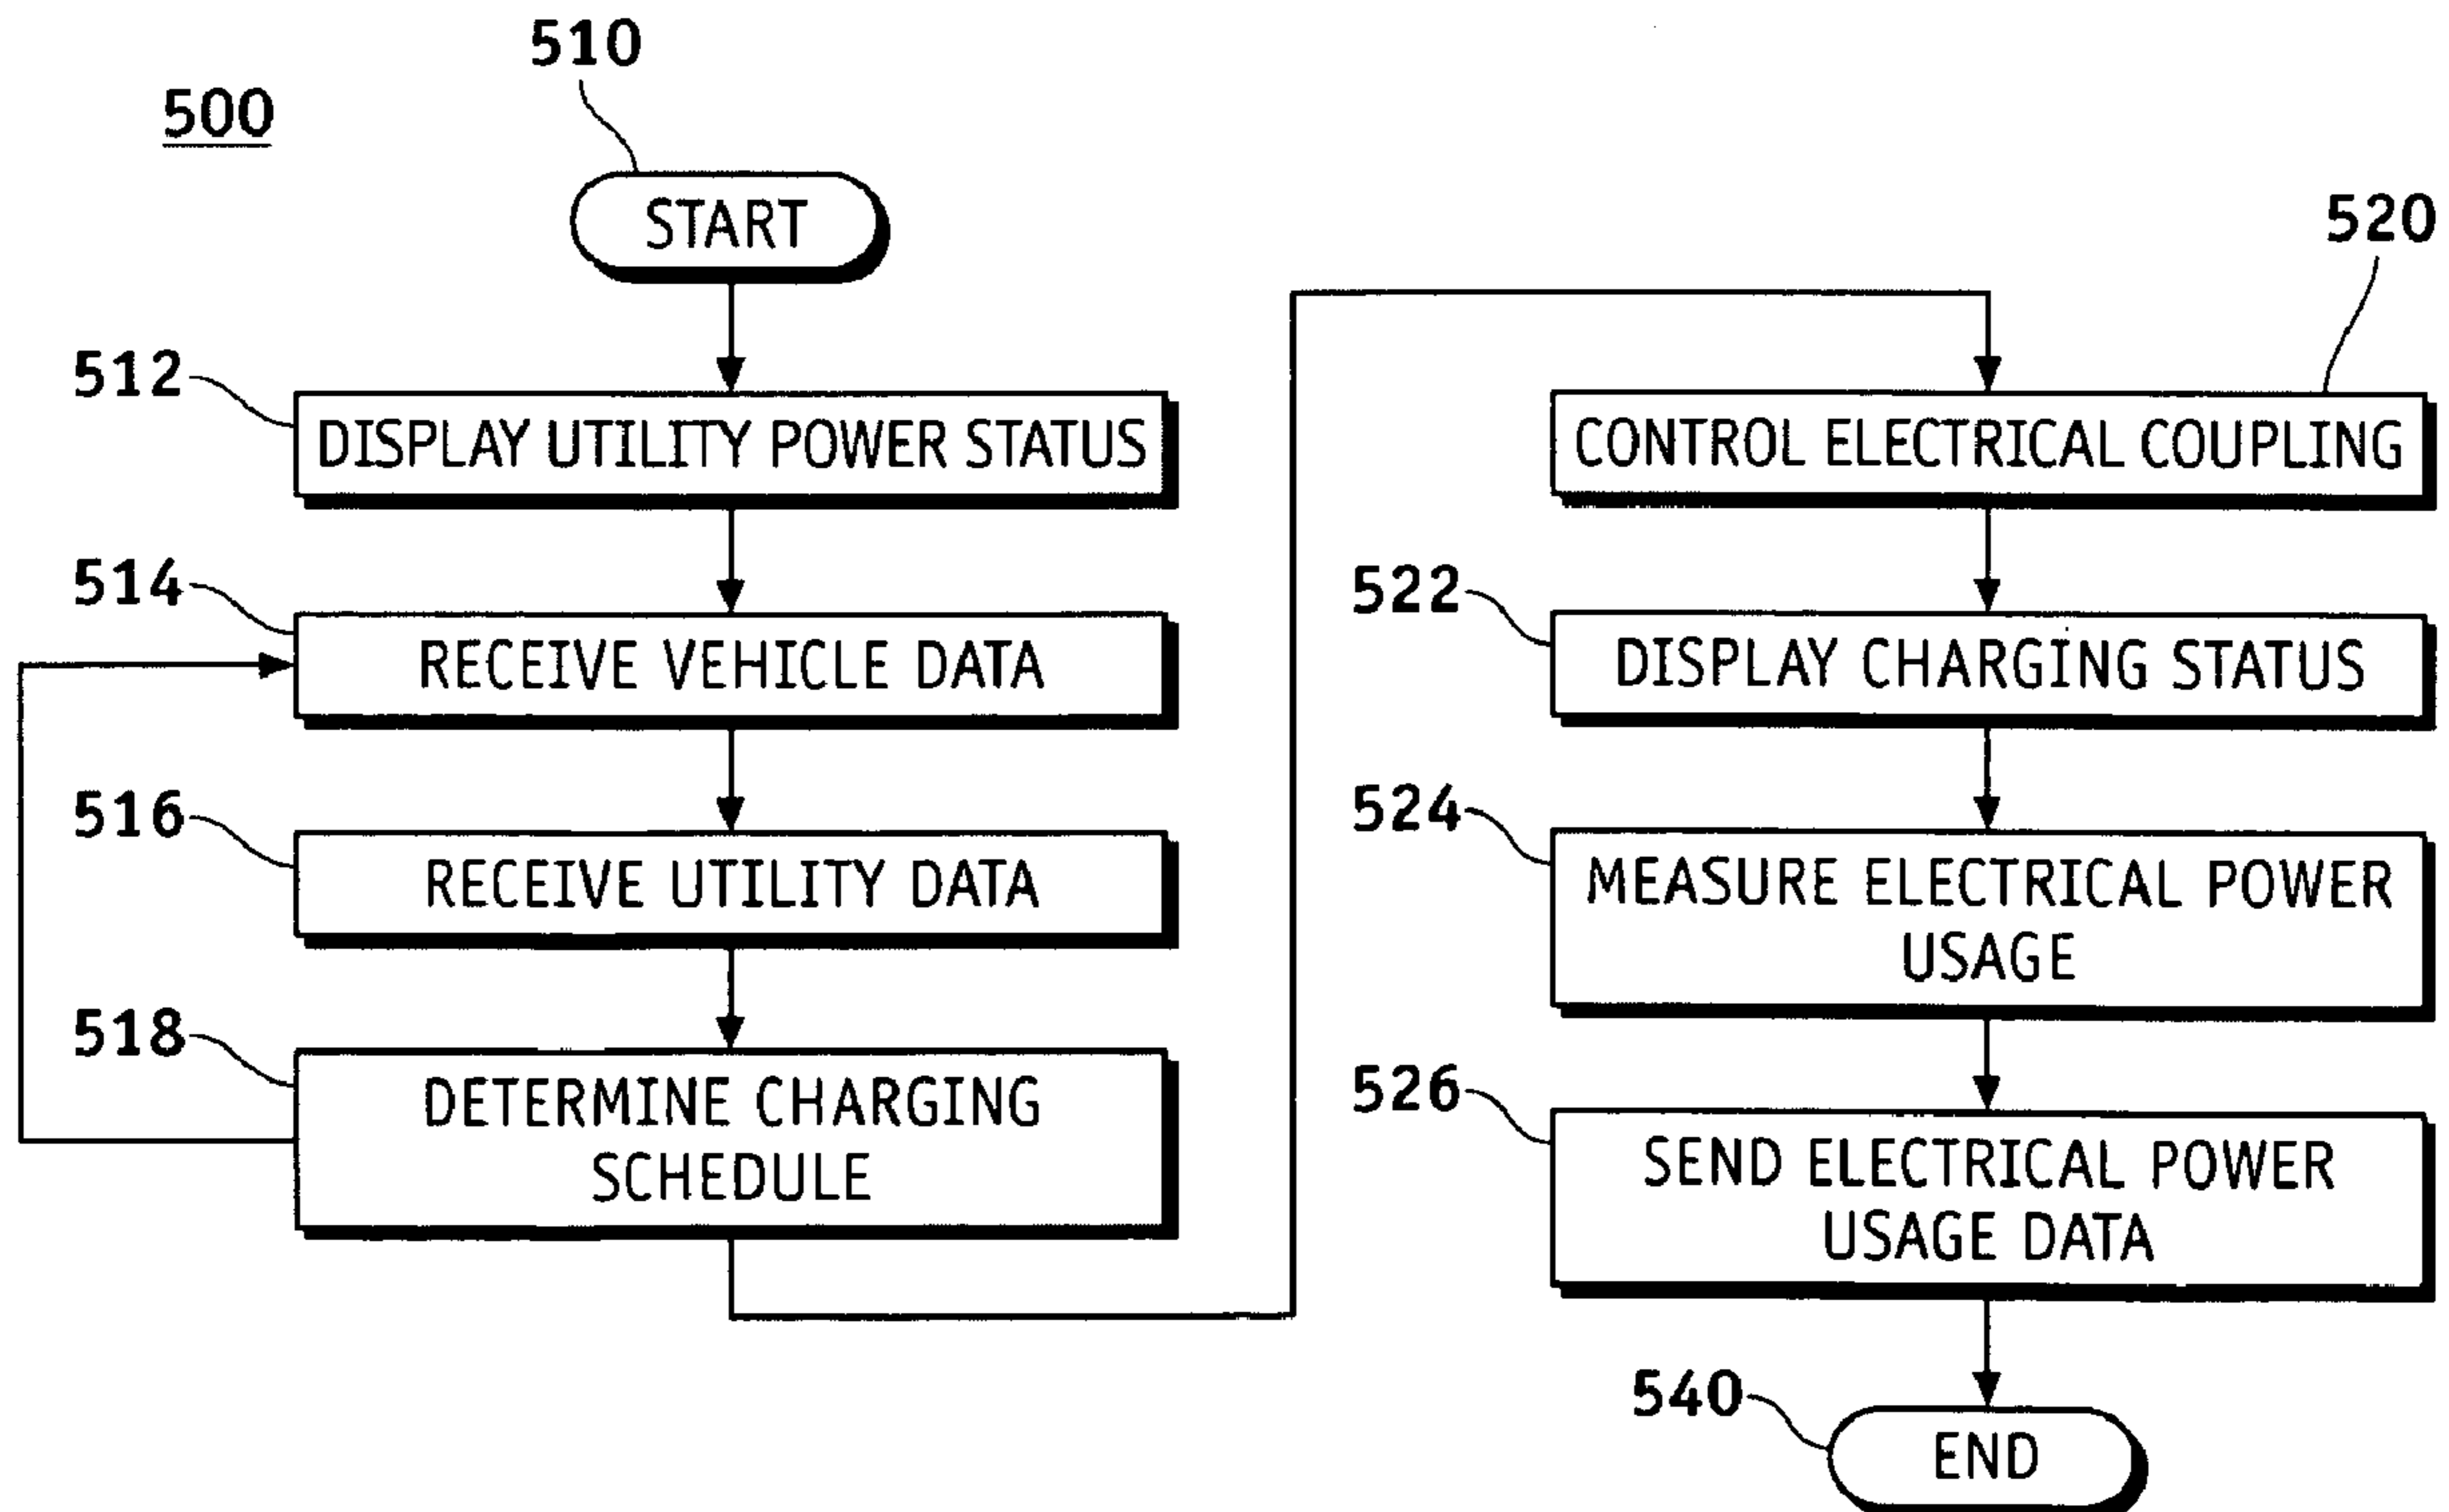 500
510
START
512
DISPLAY UTILITY POWER STATUS
514
RECEIVE VEHICLE DATA
516
RECEIVE UTILITY DATA
518
DETERMINE CHARGING
SCHEDULE
520
CONTROL ELECTRICAL COUPLING
522
DISPLAY CHARGING STATUS
524
MEASURE ELECTRICAL POWER
USAGE
526
SEND ELECTRICAL POWER
USAGE DATA
540
END